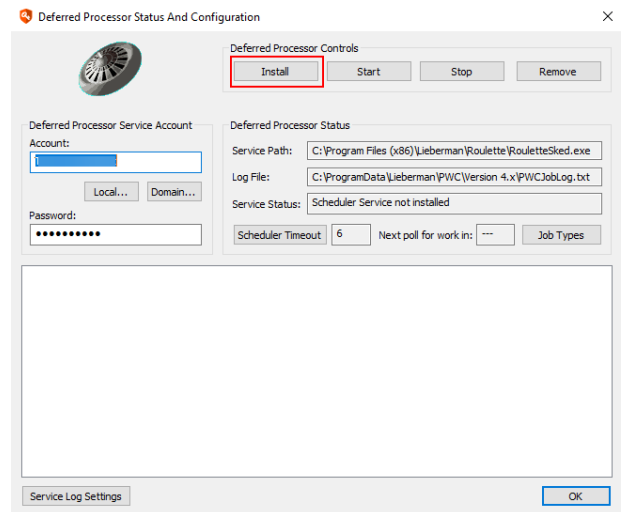 Deferred Processor Status And Configuration
Deferred Processor Controls
Install Start Stop Remove
Deferred Processor Service Account
Account:
Local... Domain...
Password:
••••••••••
Deferred Processor Status
Service Path: C:\Program Files (x86)\Lieberman\Roulette\RouletteSked.exe
Log File: C:\ProgramData\Lieberman\PWC\Version 4.x\PWCJobLog.txt
Service Status: Scheduler Service not installed
Scheduler Timeout 6 Next poll for work in: --- Job Types
Service Log Settings OK